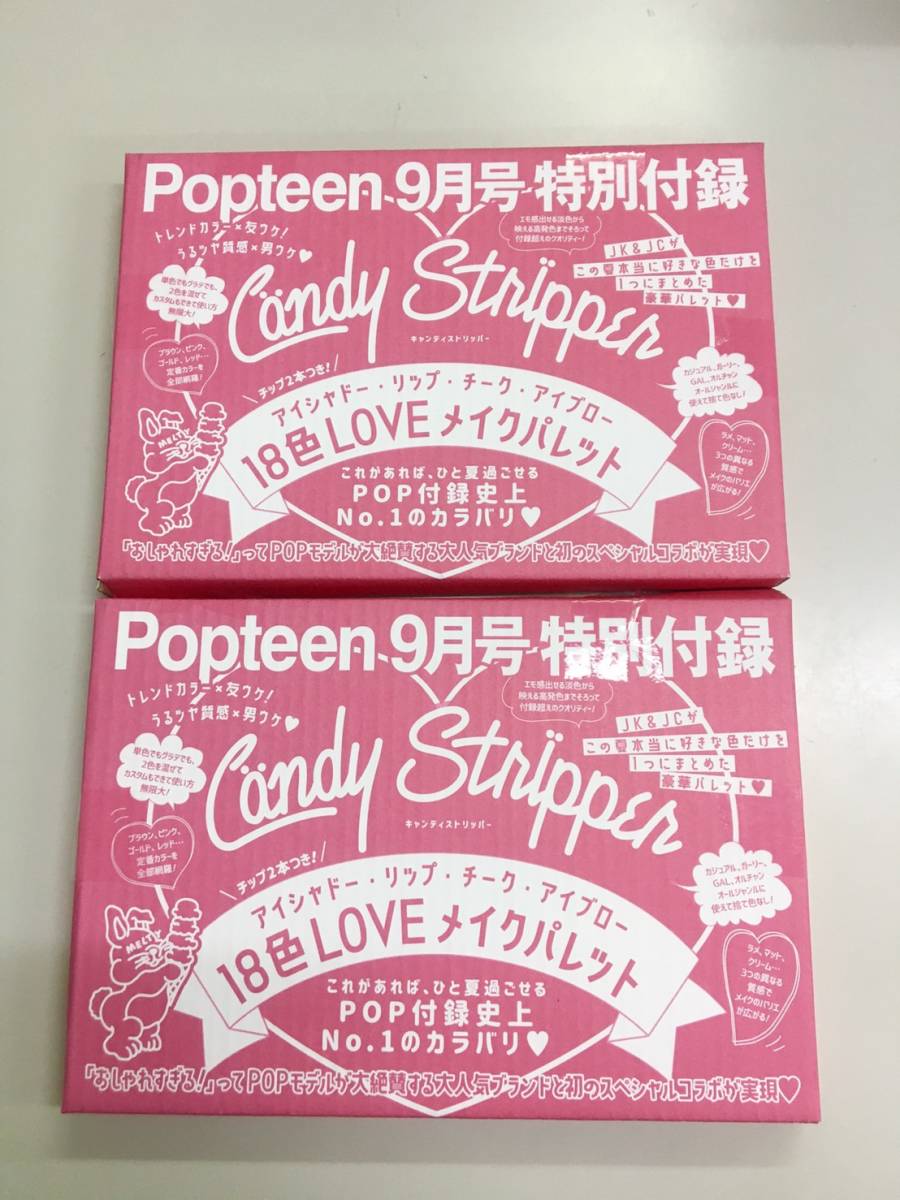 Popteen 9月号 特別付録
トレンドカラー×友ウケ!
うるツヤ質感×男ウケ♥
エモ感出せる淡色から
映える高発色までそろって
付録超えのクオリティー!
JK&JCが
この夏本当に好きな色だけを
1つにまとめた
豪華パレット♥
単色でもグラデでも、
2色を混ぜて
カスタムもできて使い方
無限大!
Candy Stripper
キャンディストリッパー
ブラウン、ピンク、
ゴールド、レッド…
定番カラーを
全部網羅!
カジュアル、ガーリー、
GAL、オルチャン
オールジャンルに
使えて捨て色なし!
チップ2本つき!
アイシャドー・リップ・チーク・アイブロー
18色LOVEメイクパレット
MELTY
ラメ、マット、
クリーム…
3つの異なる
質感で
メイクのバリエ
が広がる!
これがあれば、ひと夏過ごせる
POP付録史上
No.1のカラバリ♥
「おしゃれすぎる!」ってPOPモデルが大絶賛する大人気ブランドと初のスペシャルコラボが実現♥
Popteen 9月号 特別付録
トレンドカラー×友ウケ!
うるツヤ質感×男ウケ♥
エモ感出せる淡色から
映える高発色までそろって
付録超えのクオリティー!
JK&JCが
この夏本当に好きな色だけを
1つにまとめた
豪華パレット♥
単色でもグラデでも、
2色を混ぜて
カスタムもできて使い方
無限大!
Candy Stripper
キャンディストリッパー
ブラウン、ピンク、
ゴールド、レッド…
定番カラーを
全部網羅!
カジュアル、ガーリー、
GAL、オルチャン
オールジャンルに
使えて捨て色なし!
チップ2本つき!
アイシャドー・リップ・チーク・アイブロー
18色LOVEメイクパレット
MELTY
ラメ、マット、
クリーム…
3つの異なる
質感で
メイクのバリエ
が広がる!
これがあれば、ひと夏過ごせる
POP付録史上
No.1のカラバリ♥
「おしゃれすぎる!」ってPOPモデルが大絶賛する大人気ブランドと初のスペシャルコラボが実現♥